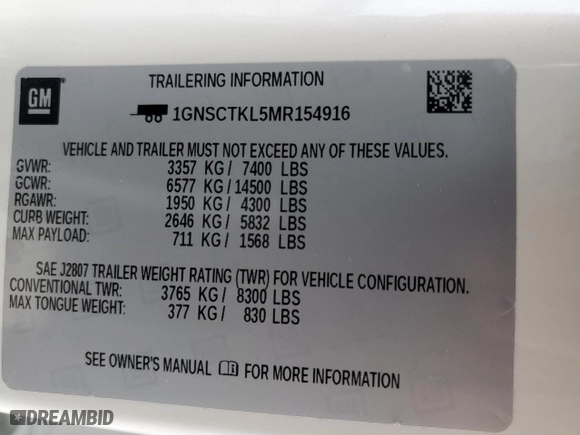 GM
TRAILERING INFORMATION
1GNSCTKL5MR154916
VEHICLE AND TRAILER MUST NOT EXCEED ANY OF THESE VALUES.
GVWR: 3357 KG / 7400 LBS
GCWR: 6577 KG / 14500 LBS
RGAWR: 1950 KG / 4300 LBS
CURB WEIGHT: 2646 KG / 5832 LBS
MAX PAYLOAD: 711 KG / 1568 LBS
SAE J2807 TRAILER WEIGHT RATING (TWR) FOR VEHICLE CONFIGURATION.
CONVENTIONAL TWR: 3765 KG / 8300 LBS
MAX TONGUE WEIGHT: 377 KG / 830 LBS
SEE OWNER'S MANUAL FOR MORE INFORMATION
DREAMBID